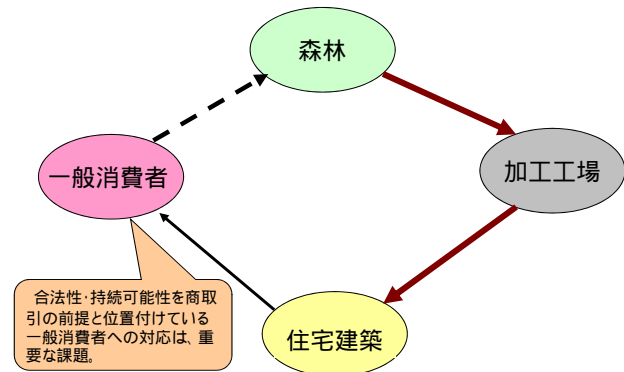 森林
加工工場
一般消費者
住宅建築
合法性・持続可能性を商取
引の前提と位置付けている
一般消費者への対応は、重
要な課題。